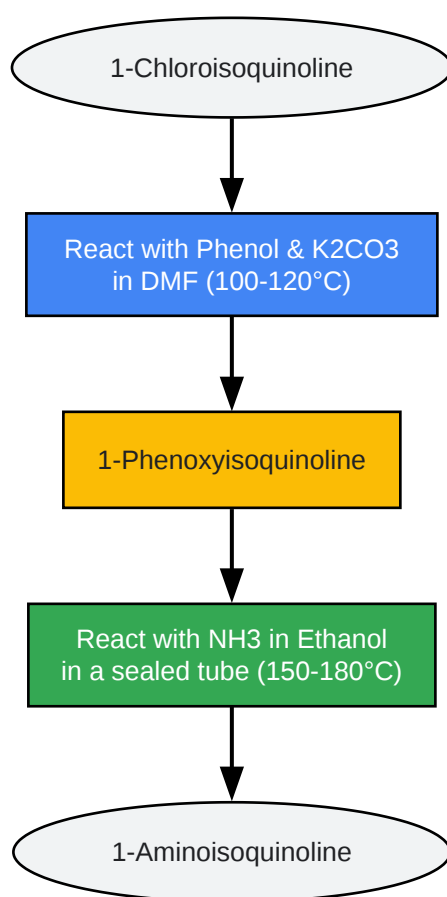 1-Chloroisoquinoline
React with Phenol & K2CO3
in DMF (100-120°C)
1-Phenoxyisoquinoline
React with NH3 in Ethanol
in a sealed tube (150-180°C)
1-Aminoisoquinoline